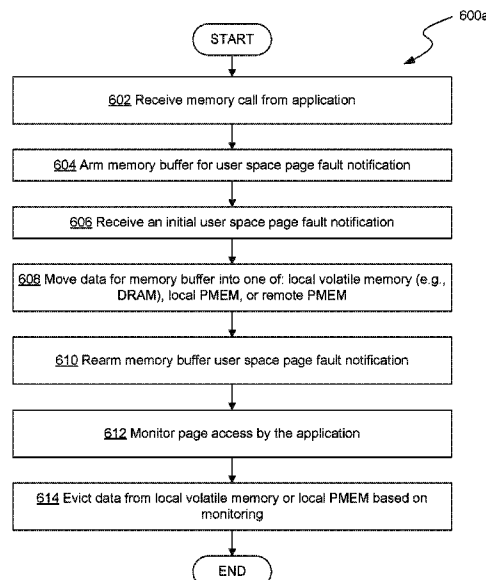 600a
START
602 Receive memory call from application
604 Arm memory buffer for user space page fault notification
606 Receive an initial user space page fault notification
608 Move data for memory buffer into one of: local volatile memory (e.g.,
DRAM), local PMEM, or remote PMEM
610 Rearm memory buffer user space page fault notification
612 Monitor page access by the application
614 Evict data from local volatile memory or local PMEM based on
monitoring
END